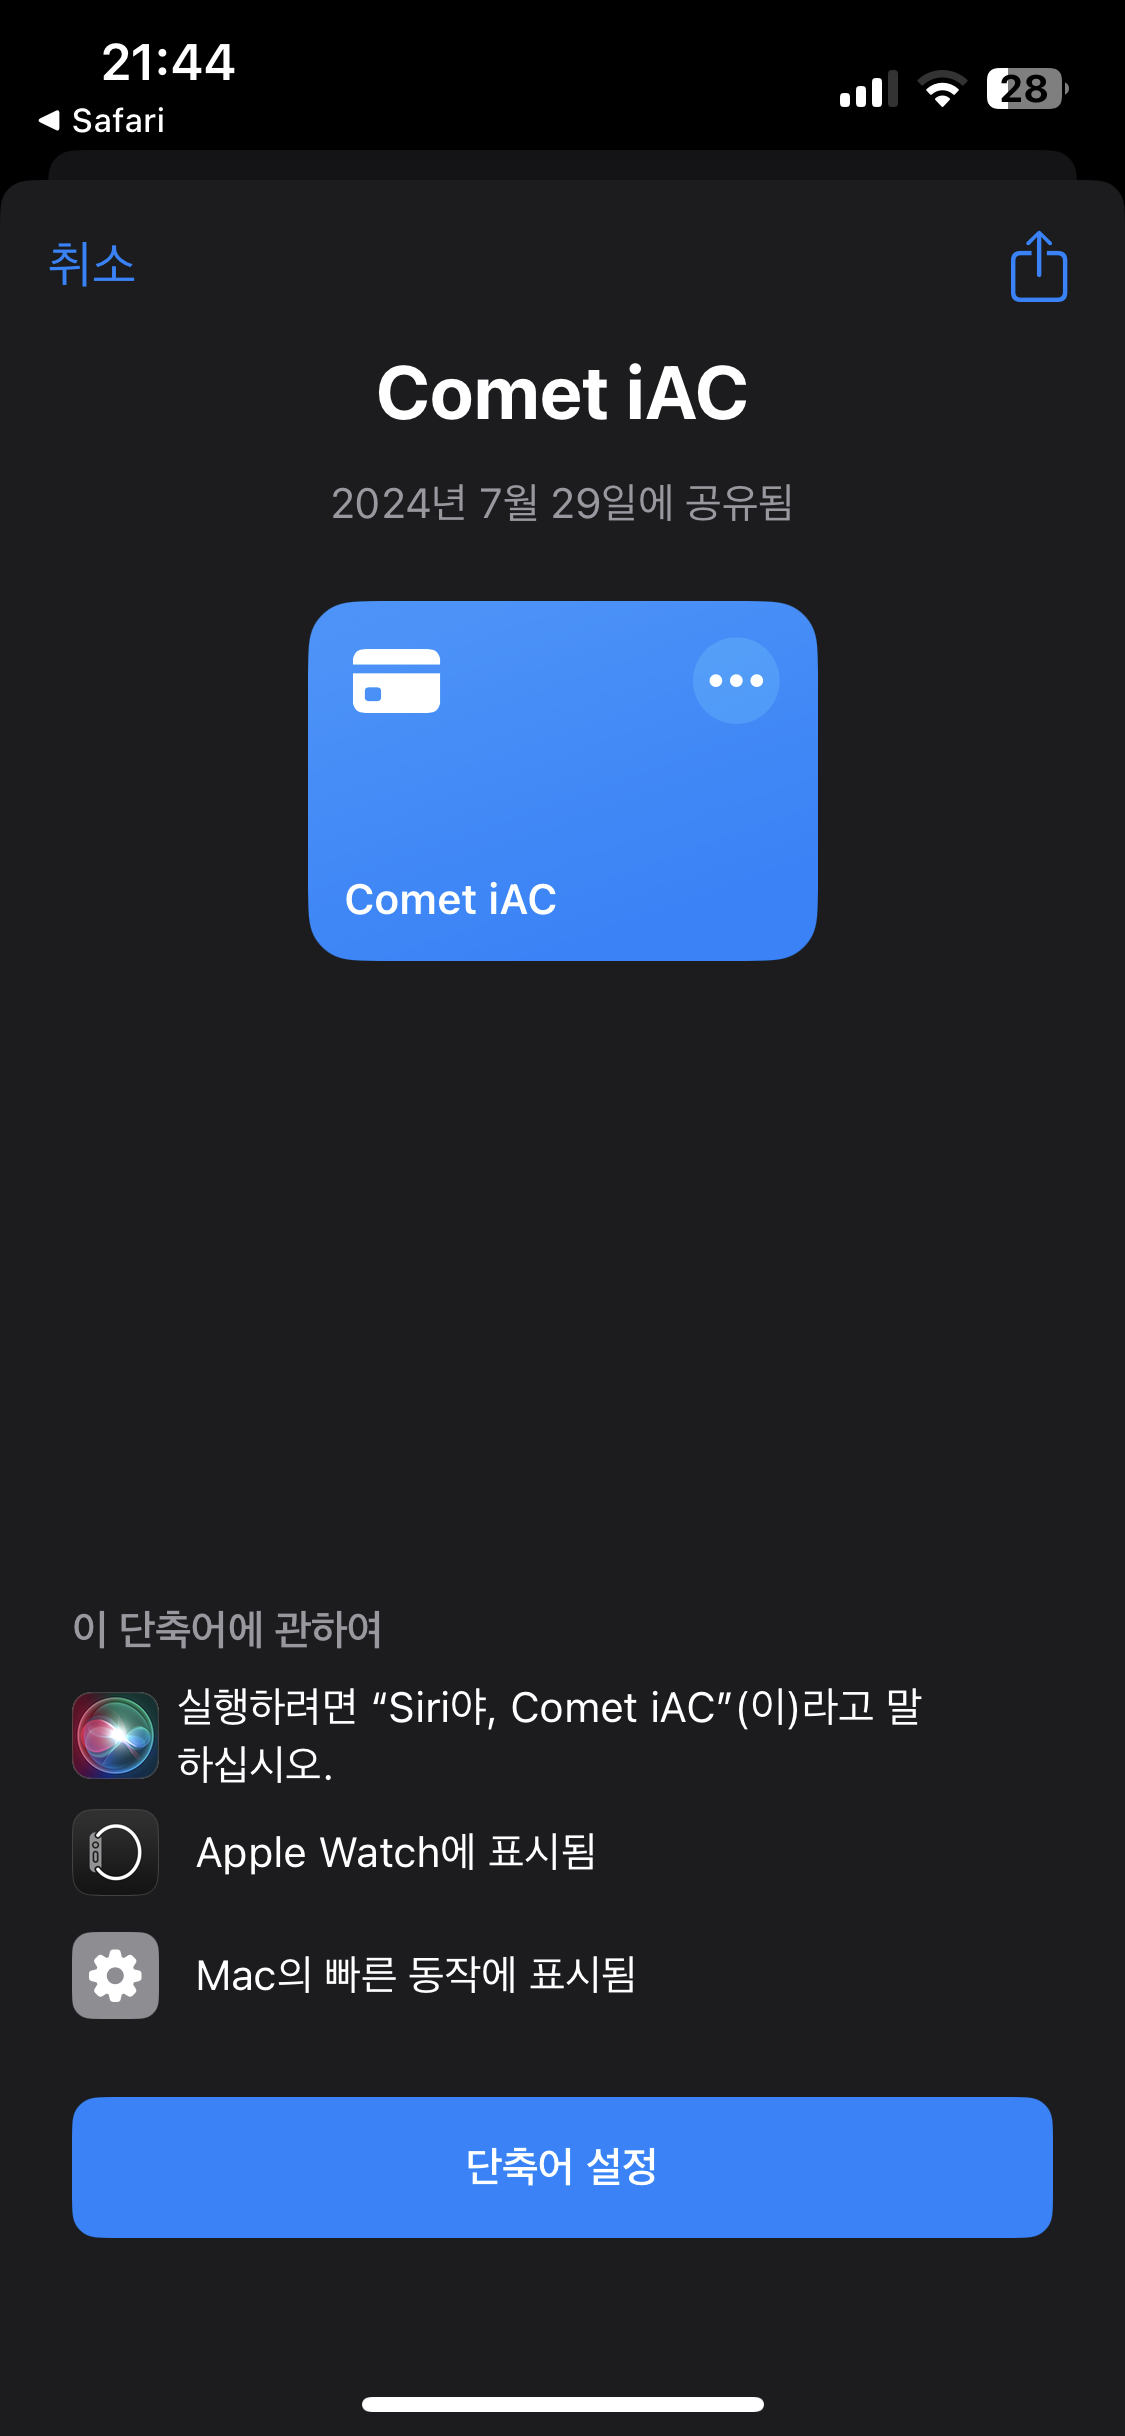 21:44
28
Safari
취소
Comet iAC
2024년 7월 29일에 공유됨
Comet iAC
이 단축어에 관하여
실행하려면 “Siri야, Comet iAC”(이)라고 말
하십시오.
Apple Watch에 표시됨
Mac의 빠른 동작에 표시됨
단축어 설정